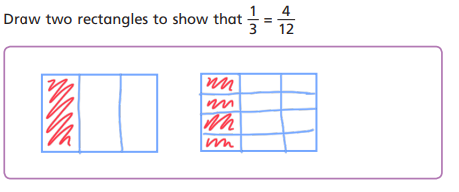 Draw two rectangles to show that 1/3 = 4/12